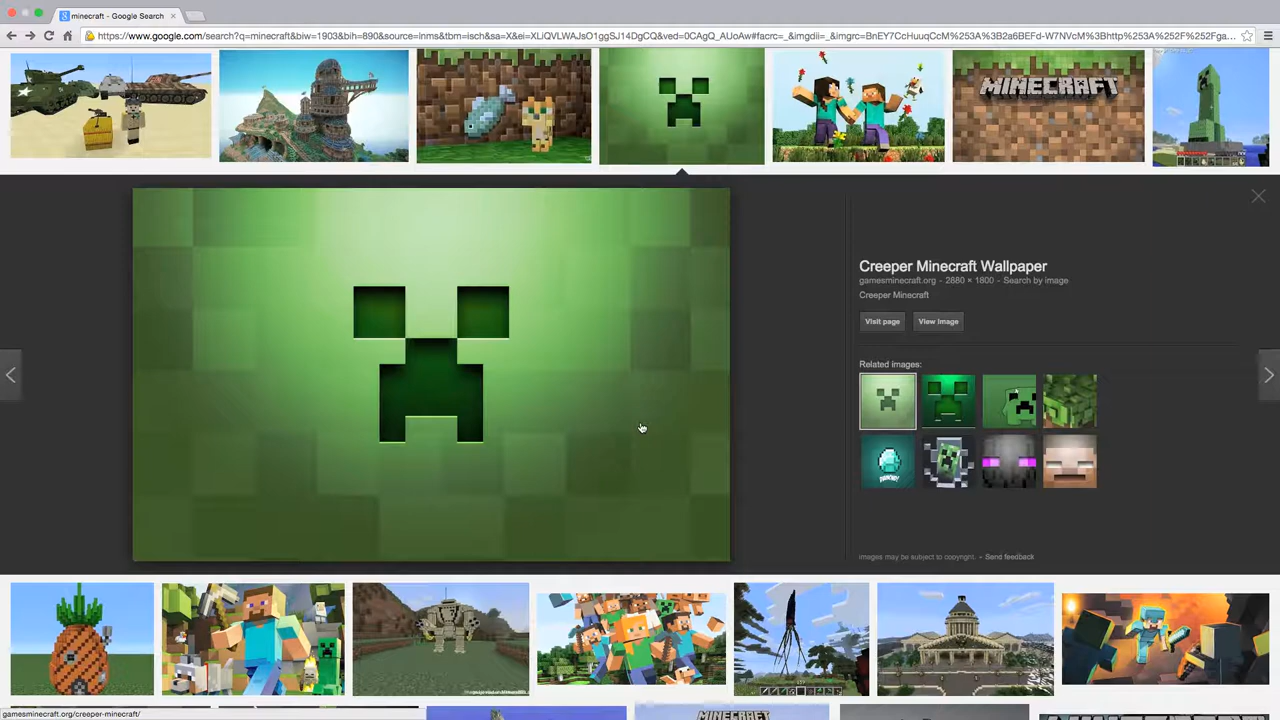 minecraft - Google Search
https://www.google.com/search?q=minecraft&biw=1903&bih=890&source=lnms&tbm=isch&sa=X&ei=XLiQVLWAJsO1ggSJ14DgCQ&ved=0CAgQ_AUoAw#facrc=_&imgdii=_&imgrc=BnEY7CcHuuqCcM%253A%3B2a6BEFd-W7NVcM%3Bhttp%253A%252F%252Fga...
MINECRAFT
Creeper Minecraft Wallpaper
gamesminecraft.org - 2880 × 1800 - Search by image
Creeper Minecraft
Visit page
View image
Related images:
Images may be subject to copyright. - Send feedback
gamesminecraft.org/creeper-minecraft/
MINECRAFT